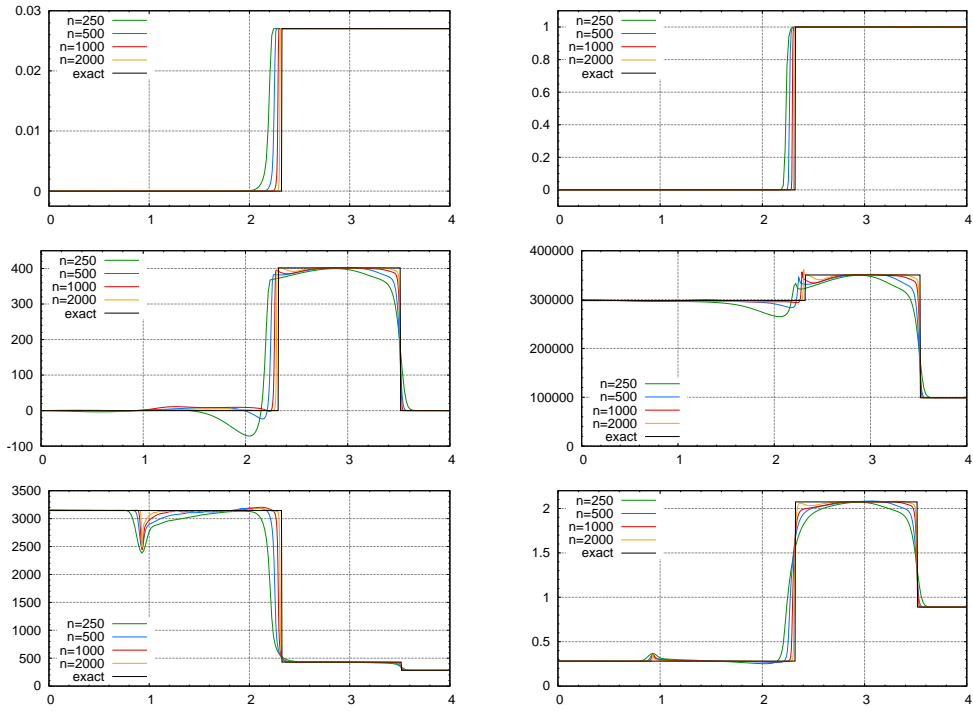 0.03
0.02
0.01
0
0 1 2 3 4
n=250
n=500
n=1000
n=2000
exact
1
0.8
0.6
0.4
0.2
0
0 1 2 3 4
n=250
n=500
n=1000
n=2000
exact
400
300
200
100
0
-100
0 1 2 3 4
n=250
n=500
n=1000
n=2000
exact
400000
300000
200000
100000
0
0 1 2 3 4
n=250
n=500
n=1000
n=2000
exact
3500
3000
2500
2000
1500
1000
500
0
0 1 2 3 4
n=250
n=500
n=1000
n=2000
exact
2
1.5
1
0.5
0
0 1 2 3 4
n=250
n=500
n=1000
n=2000
exact